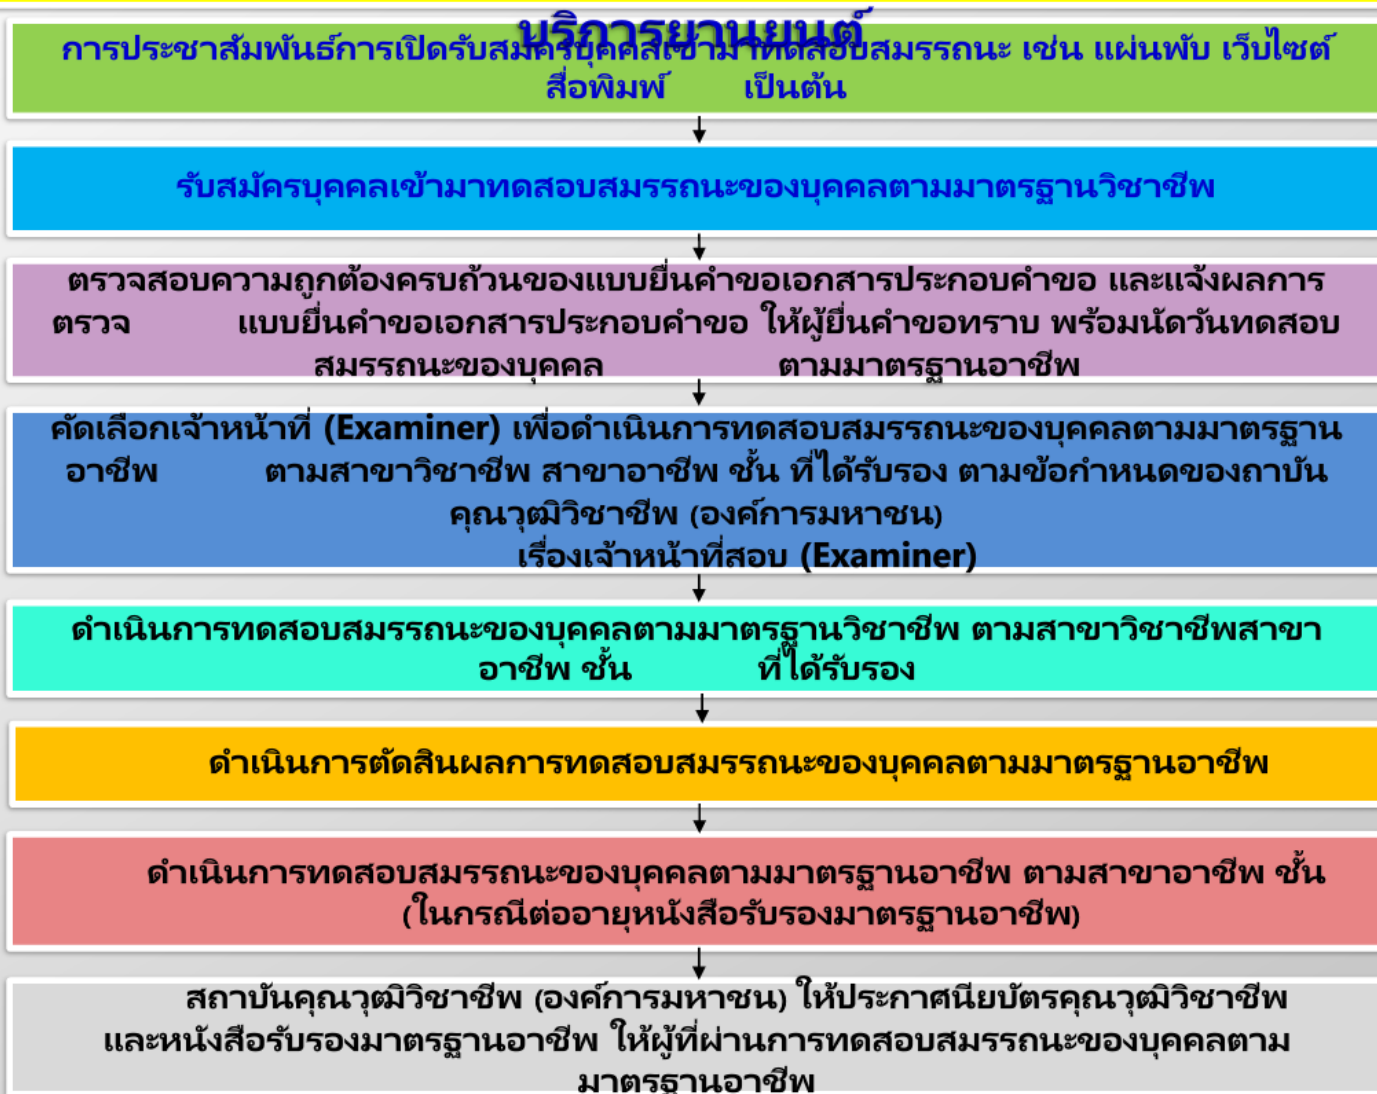 บริการยานยนต์
การประชาสัมพันธ์การเปิดรับสมัครบุคคลเข้ามาทดสอบสมรรถนะ เช่น แผ่นพับ เว็บไซต์
สื่อพิมพ์ เป็นต้น
รับสมัครบุคคลเข้ามาทดสอบสมรรถนะของบุคคลตามมาตรฐานวิชาชีพ
ตรวจสอบความถูกต้องครบถ้วนของแบบยื่นคำขอเอกสารประกอบคำขอ และแจ้งผลการ
ตรวจ แบบยื่นคำขอเอกสารประกอบคำขอ ให้ผู้ยื่นคำขอทราบ พร้อมนัดวันทดสอบ
สมรรถนะของบุคคล ตามมาตรฐานอาชีพ
คัดเลือกเจ้าหน้าที่ (Examiner) เพื่อดำเนินการทดสอบสมรรถนะของบุคคลตามมาตรฐาน
อาชีพ ตามสาขาวิชาชีพ สาขาอาชีพ ชั้น ที่ได้รับรอง ตามข้อกำหนดของถาบัน
คุณวุฒิวิชาชีพ (องค์การมหาชน)
เรื่องเจ้าหน้าที่สอบ (Examiner)
ดำเนินการทดสอบสมรรถนะของบุคคลตามมาตรฐานวิชาชีพ ตามสาขาวิชาชีพสาขา
อาชีพ ชั้น ที่ได้รับรอง
ดำเนินการตัดสินผลการทดสอบสมรรถนะของบุคคลตามมาตรฐานอาชีพ
ดำเนินการทดสอบสมรรถนะของบุคคลตามมาตรฐานอาชีพ ตามสาขาอาชีพ ชั้น
(ในกรณีต่ออายุหนังสือรับรองมาตรฐานอาชีพ)
สถาบันคุณวุฒิวิชาชีพ (องค์การมหาชน) ให้ประกาศนียบัตรคุณวุฒิวิชาชีพ
และหนังสือรับรองมาตรฐานอาชีพ ให้ผู้ที่ผ่านการทดสอบสมรรถนะของบุคคลตาม
มาตรฐานอาชีพ